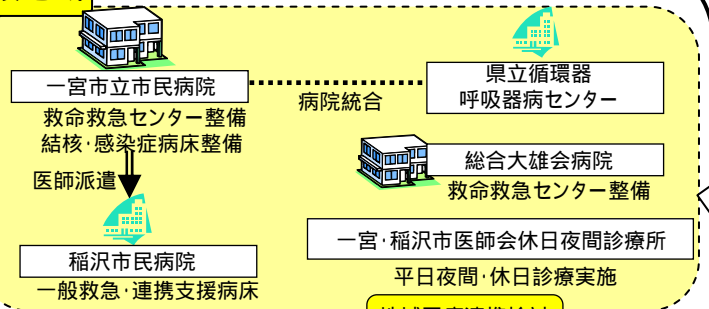 一宮市立市民病院
救命救急センター整備
結核・感染症病床整備
病院統合
県立循環器
呼吸器病センター
医師派遣
総合大雄会病院
救命救急センター整備
稲沢市民病院
一般救急・連携支援病床
一宮・稲沢市医師会休日夜間診療所
平日夜間・休日診療実施